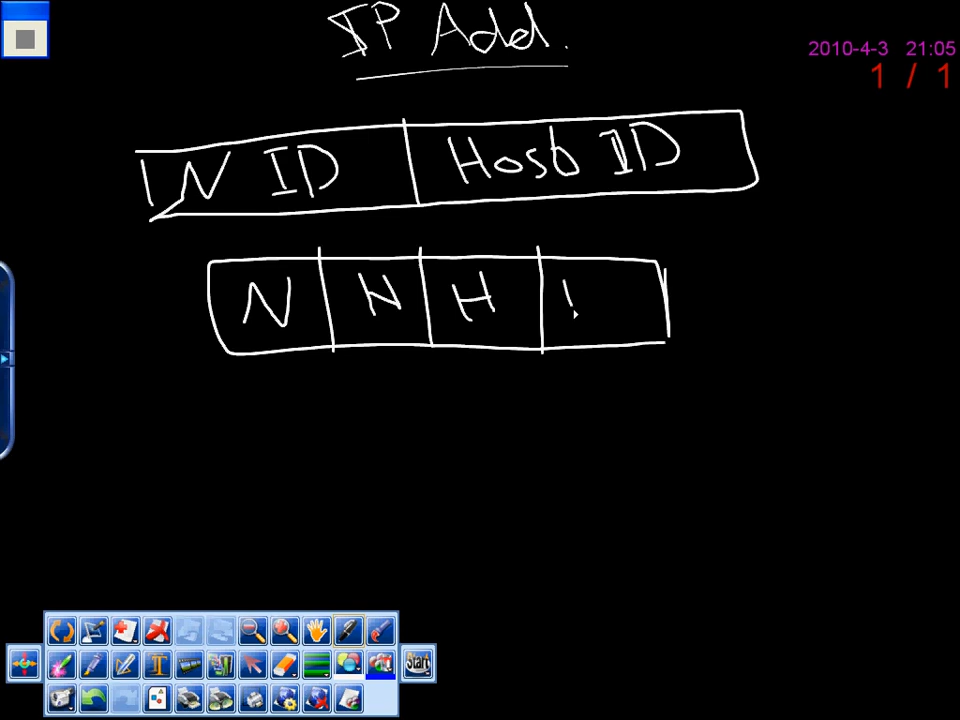 IP Add.
2010-4-3 21:05
1 / 1
N ID Host ID
N N H
Start